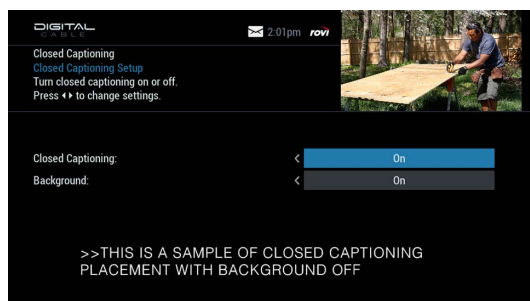 DIGITAL
CABLE
2:01pm rovi
Closed Captioning
Closed Captioning Setup
Turn closed captioning on or off.
Press ◂▸ to change settings.
Closed Captioning: < On
Background: < On
>>THIS IS A SAMPLE OF CLOSED CAPTIONING
PLACEMENT WITH BACKGROUND OFF